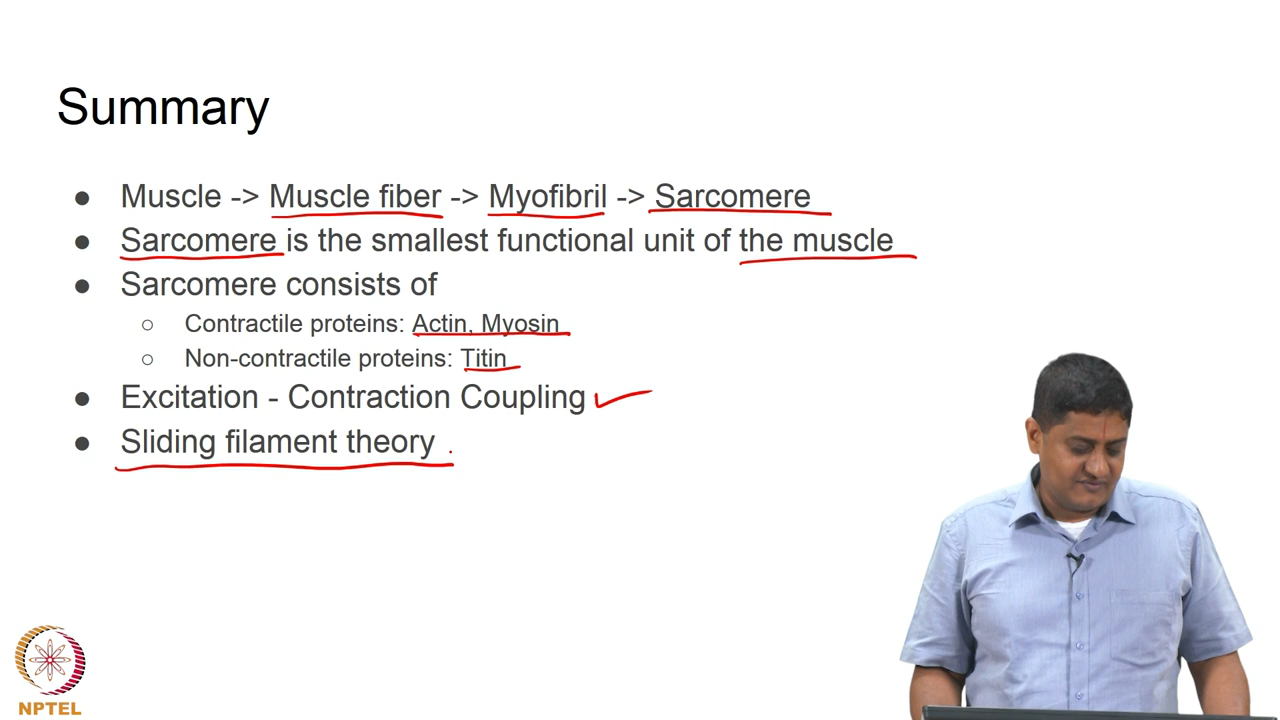 Summary
● Muscle -> Muscle fiber -> Myofibril -> Sarcomere
● Sarcomere is the smallest functional unit of the muscle
● Sarcomere consists of
○ Contractile proteins: Actin, Myosin
○ Non-contractile proteins: Titin
● Excitation - Contraction Coupling
● Sliding filament theory
NPTEL